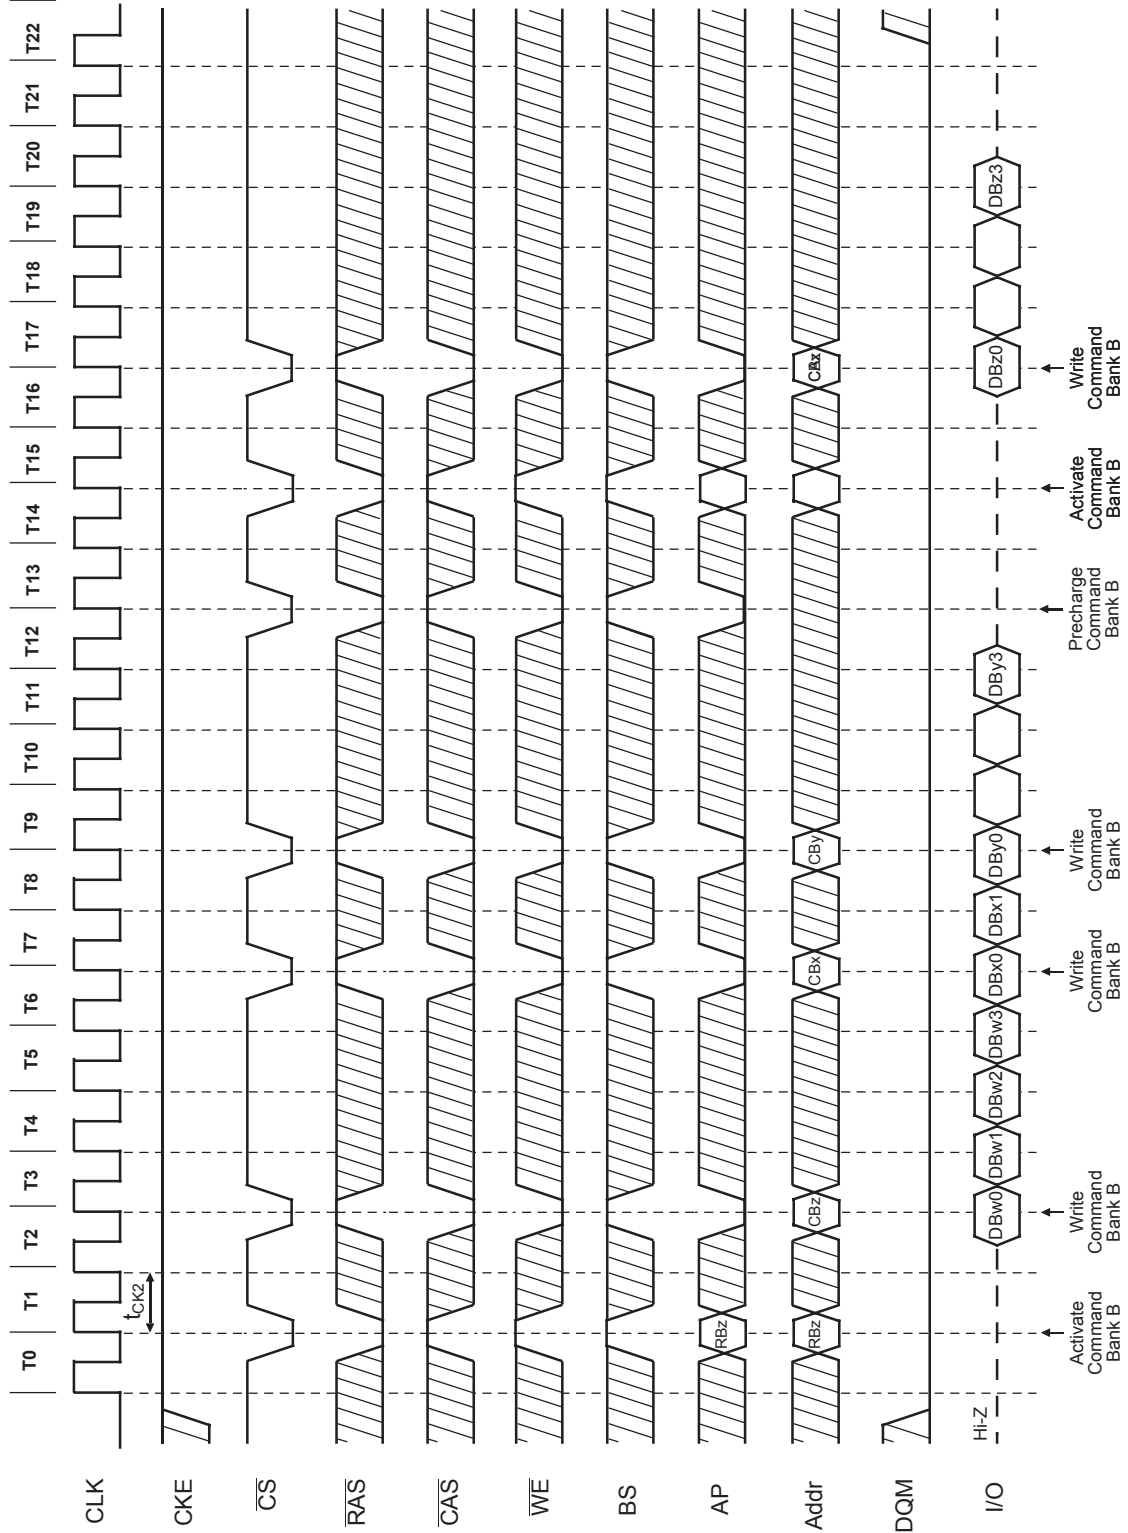 T0 T1 T2 T3 T4 T5 T6 T7 T8 T9 T10 T11 T12 T13 T14 T15 T16 T17 T18 T19 T20 T21 T22
CLK
tCK2
CKE
CS
RAS
CAS
WE
BS
AP RBz
Addr RBz CBz CBx CBy
DQM
I/O Hi-Z DBw0 DBw1 DBw2 DBw3 DBx0 DBx1 DBy0 DBy3 DBz0 DBz3
Activate
Command
Bank B
Write
Command
Bank B
Write
Command
Bank B
Write
Command
Bank B
Precharge
Command
Bank B
Activate
Command
Bank B
Write
Command
Bank B